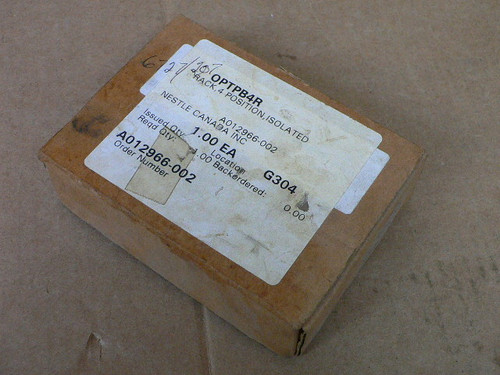 OPTPB4R
RACK,4 POSITION,ISOLATED
A012966-002
NESTLE CANADA INC
Issued Qty: 1.00 EA Location G304
Reqd Qty: 1.00 Backordered: 0.00
A012966-002
Order Number